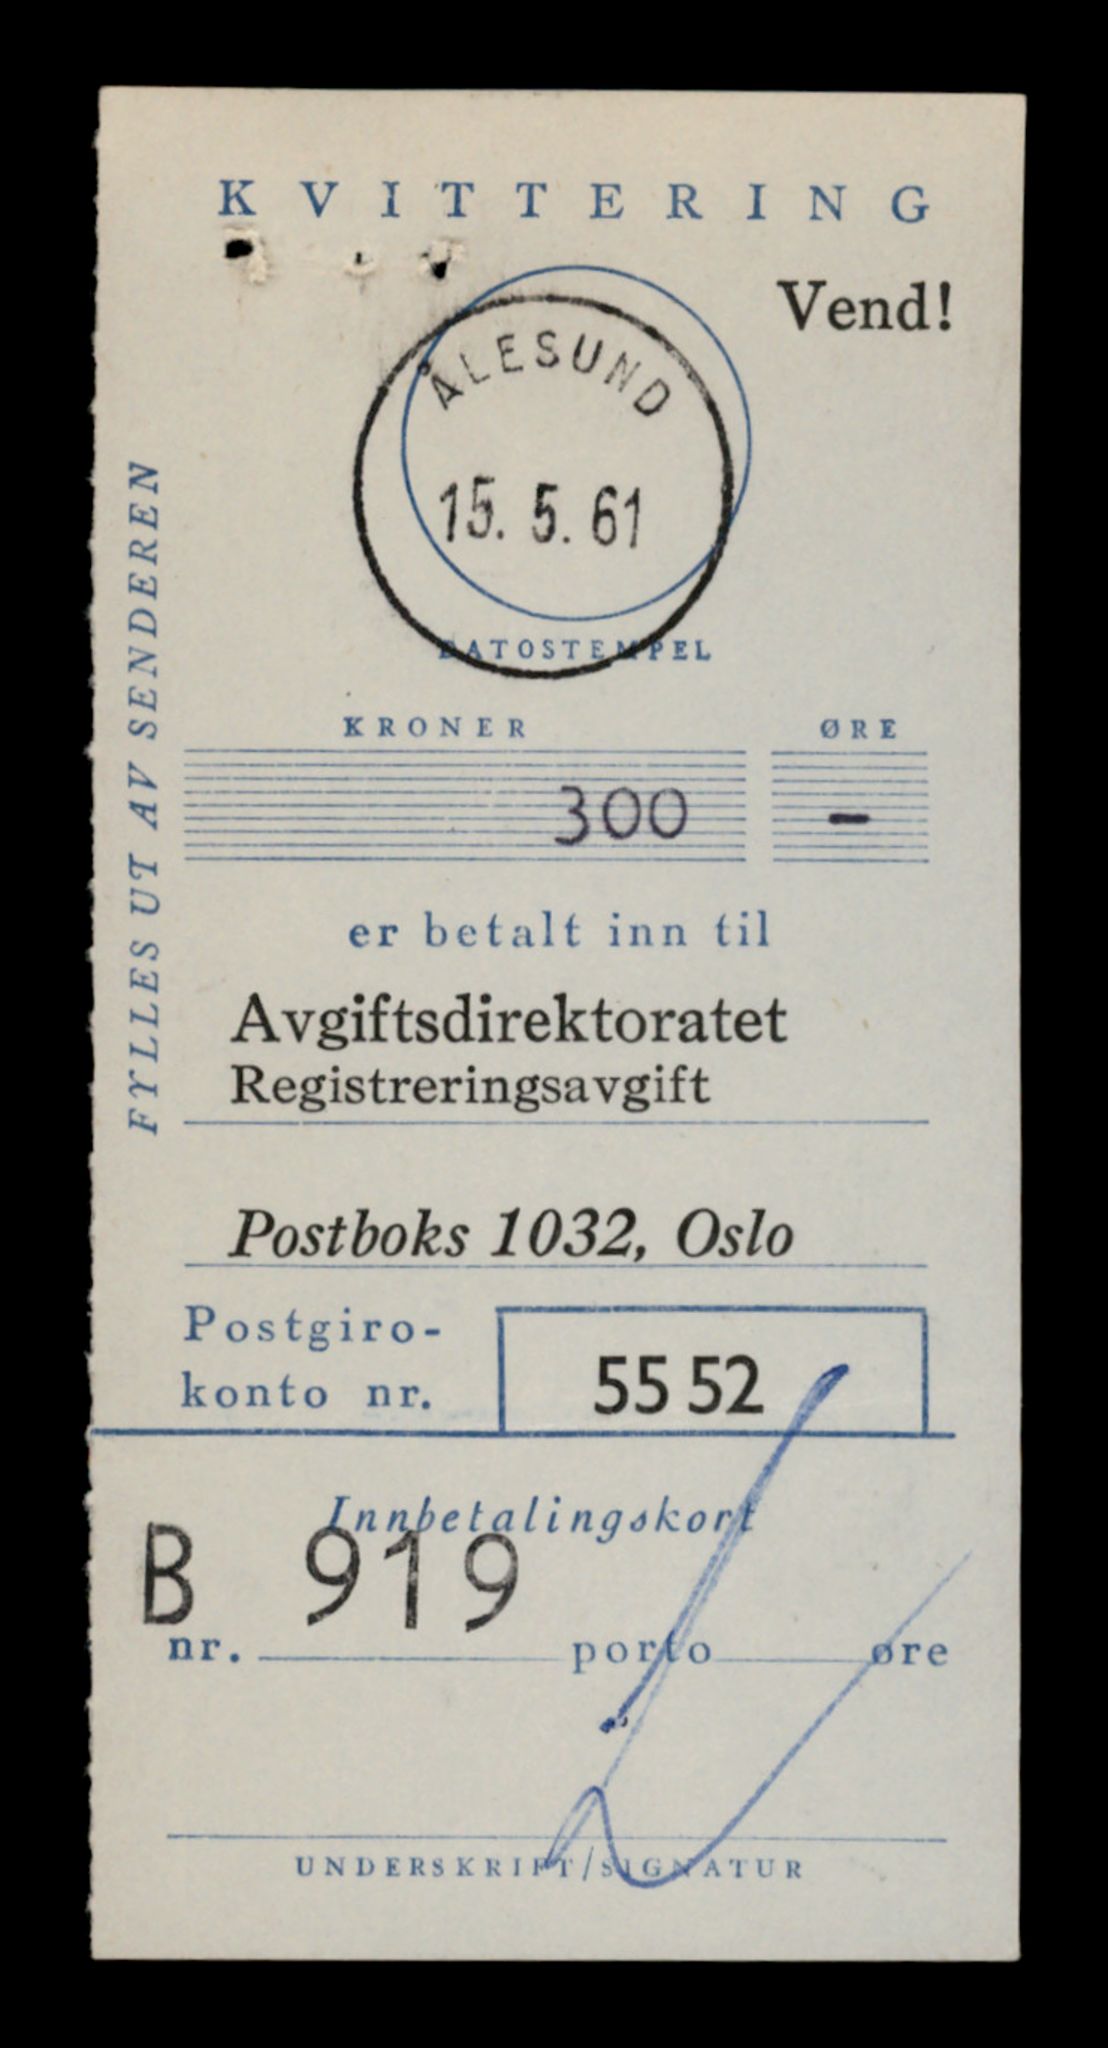 KVITTERING
Vend!
ÅLESUND
15. 5. 61
DATOSTEMPEL
FYLLES UT AV SENDEREN
KRONER ØRE
300 -
er betalt inn til
Avgiftsdirektoratet
Registreringsavgift
Postboks 1032, Oslo
Postgiro-
konto nr. 55 52
Innbetalingskort
B 919
nr. porto øre
UNDERSKRIFT/SIGNATUR